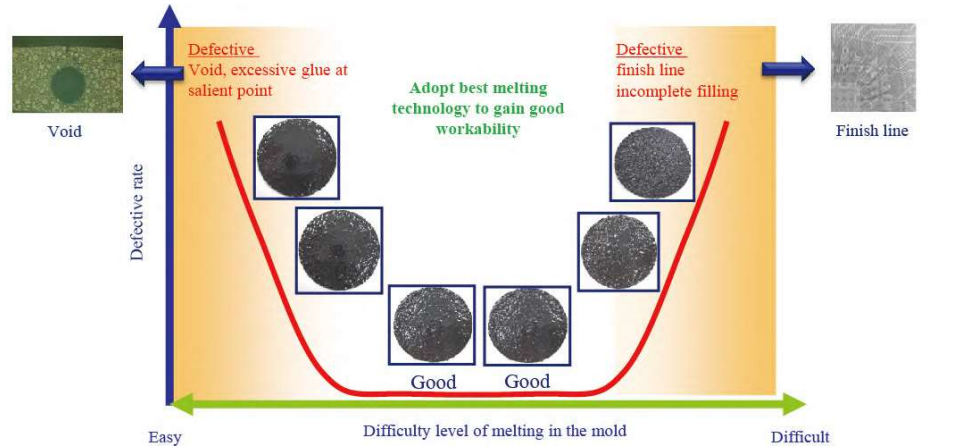 Defective
Void, excessive glue at
salient point
Defective
finish line
incomplete filling
Adopt best melting
technology to gain good
workability
Void
Finish line
Defective rate
Good
Good
Easy
Difficulty level of melting in the mold
Difficult